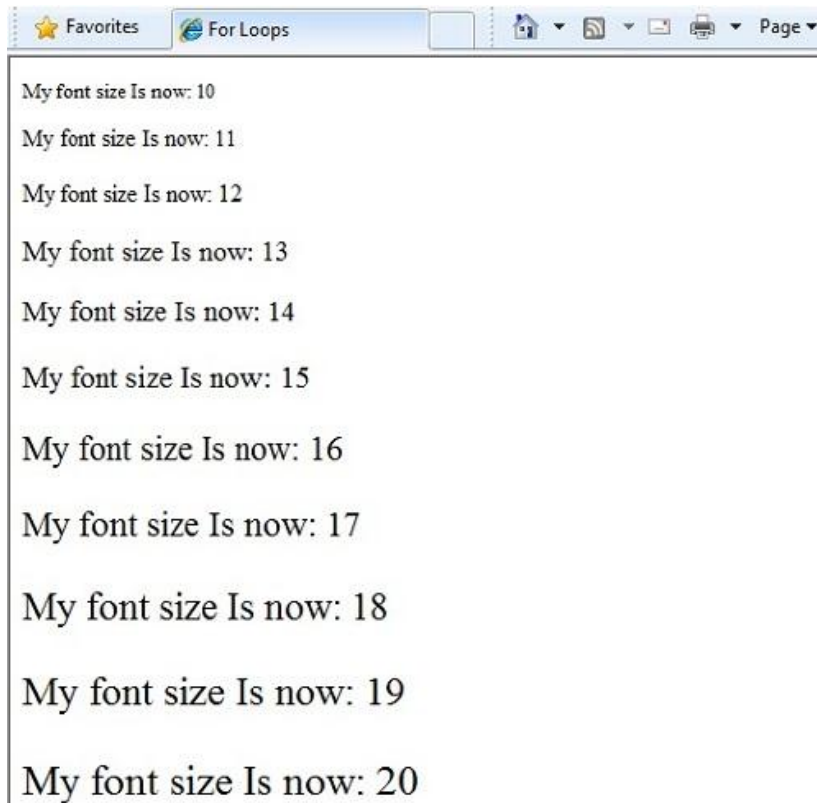 Favorites For Loops Page
My font size Is now: 10
My font size Is now: 11
My font size Is now: 12
My font size Is now: 13
My font size Is now: 14
My font size Is now: 15
My font size Is now: 16
My font size Is now: 17
My font size Is now: 18
My font size Is now: 19
My font size Is now: 20